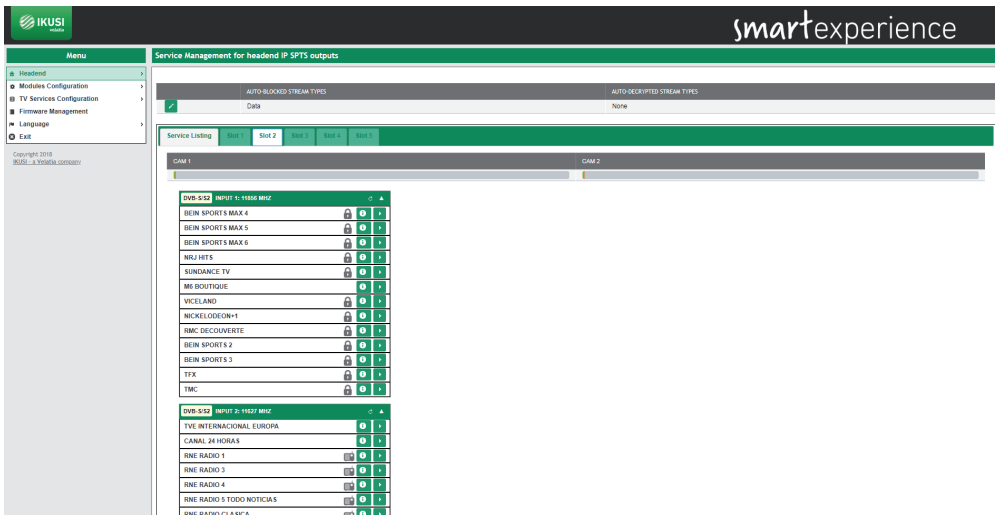 IKUSI
velatia
smartexperience
Menu
Service Management for headend IP SPTS outputs
Headend
Modules Configuration
TV Services Configuration
Firmware Management
Language
Exit
Copyright 2018
IKUSI - a Velatia company
AUTO-BLOCKED STREAM TYPES
AUTO-DECRYPTED STREAM TYPES
Data
None
Service Listing
Slot 1
Slot 2
Slot 3
Slot 4
Slot 5
CAM 1
CAM 2
DVB-S/S2 INPUT 1: 11856 MHZ
BEIN SPORTS MAX 4
BEIN SPORTS MAX 5
BEIN SPORTS MAX 6
NRJ HITS
SUNDANCE TV
M6 BOUTIQUE
VICELAND
NICKELODEON+1
RMC DECOUVERTE
BEIN SPORTS 2
BEIN SPORTS 3
TFX
TMC
DVB-S/S2 INPUT 2: 11527 MHZ
TVE INTERNACIONAL EUROPA
CANAL 24 HORAS
RNE RADIO 1
RNE RADIO 3
RNE RADIO 4
RNE RADIO 5 TODO NOTICIAS
RNE RADIO CLASICA